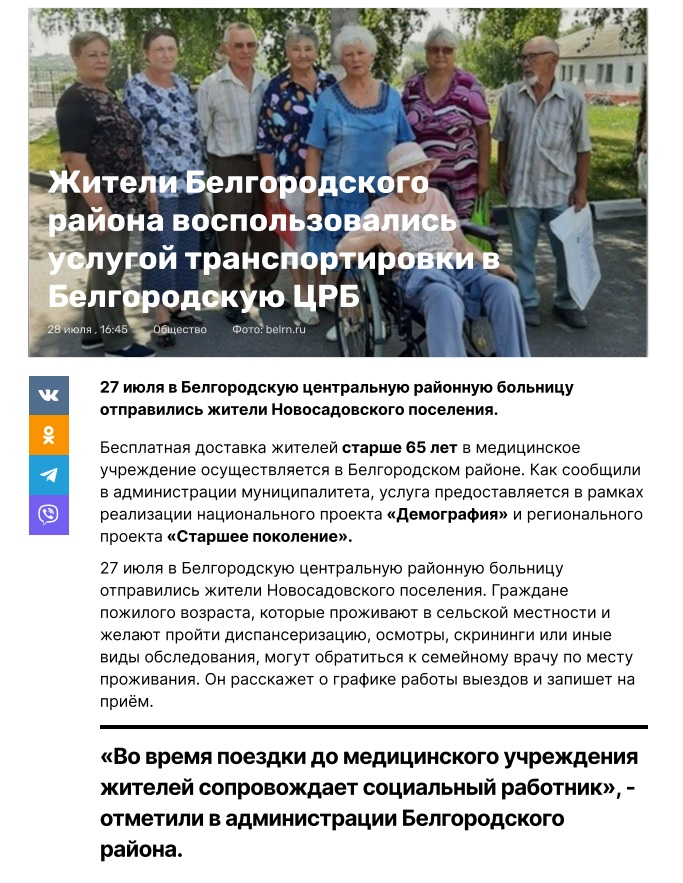 Жители Белгородского
района воспользовались
услугой транспортировки в
Белгородскую ЦРБ
28 июля , 16:45 Общество Фото: belrn.ru
27 июля в Белгородскую центральную районную больницу
отправились жители Новосадовского поселения.
Бесплатная доставка жителей старше 65 лет в медицинское
учреждение осуществляется в Белгородском районе. Как сообщили
в администрации муниципалитета, услуга предоставляется в рамках
реализации национального проекта «Демография» и регионального
проекта «Старшее поколение».
27 июля в Белгородскую центральную районную больницу
отправились жители Новосадовского поселения. Граждане
пожилого возраста, которые проживают в сельской местности и
желают пройти диспансеризацию, осмотры, скрининги или иные
виды обследования, могут обратиться к семейному врачу по месту
проживания. Он расскажет о графике работы выездов и запишет на
приём.
«Во время поездки до медицинского учреждения
жителей сопровождает социальный работник», -
отметили в администрации Белгородского
района.